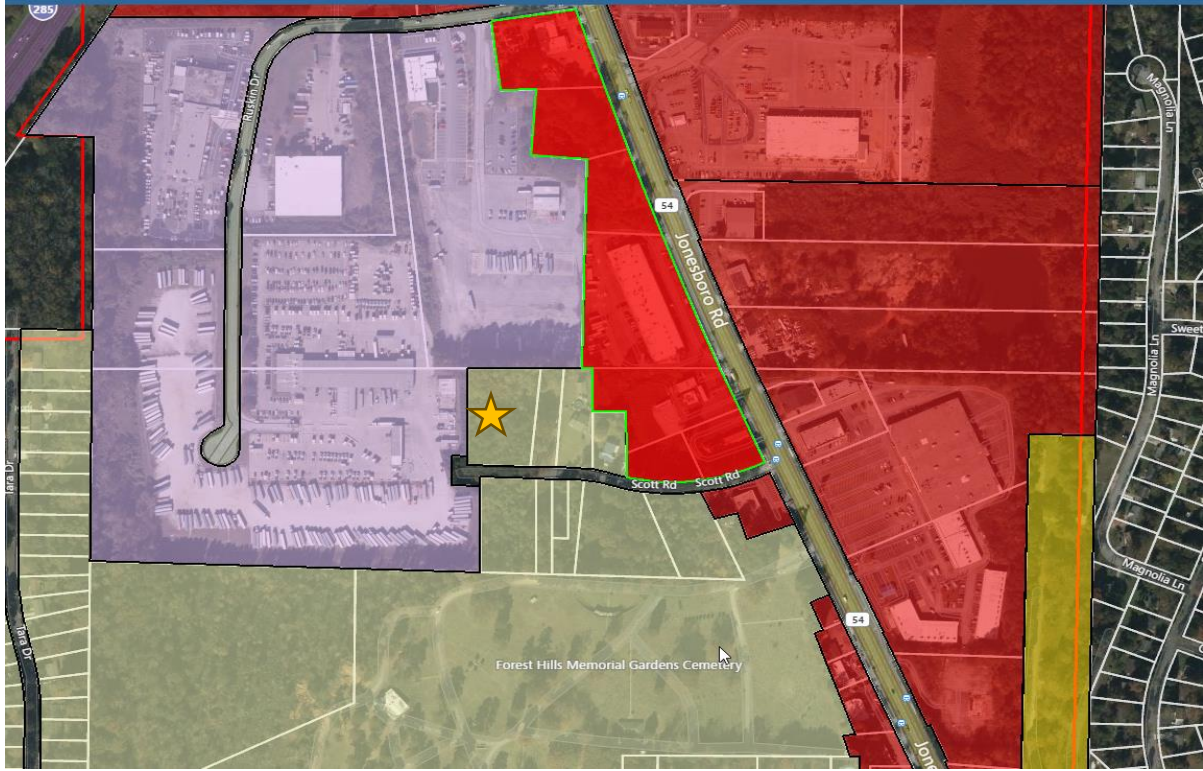 285
Ruskin Dr
Magnolia Ln
54
Jonesboro Rd
Sweet
Magnolia Ln
Tara Dr
Scott Rd
Scott Rd
Magnolia Ln
54
Tara Dr
Forest Hills Memorial Gardens Cemetery
Jone